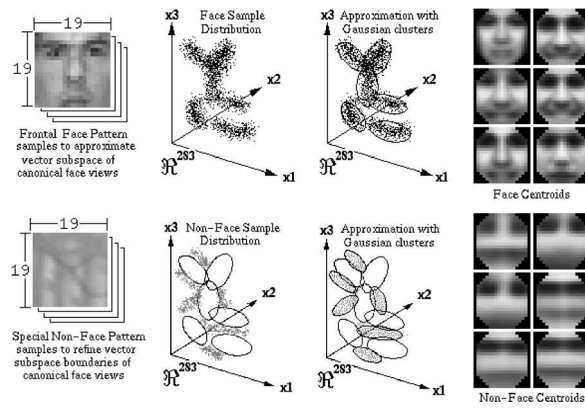 19
19
Frontal Face Pattern
samples to approximate
vector subspace of
canonical face views
x3
Face Sample
Distribution
x2
x1
ℜ283
x3
Approximation with
Gaussian clusters
x2
x1
ℜ283
Face Centroids
19
19
Special Non-Face Pattern
samples to refine vector
subspace boundaries of
canonical face views
x3
Non-Face Sample
Distribution
x2
x1
ℜ283
x3
Approximation with
Gaussian clusters
x2
x1
ℜ283
Non-Face Centroids